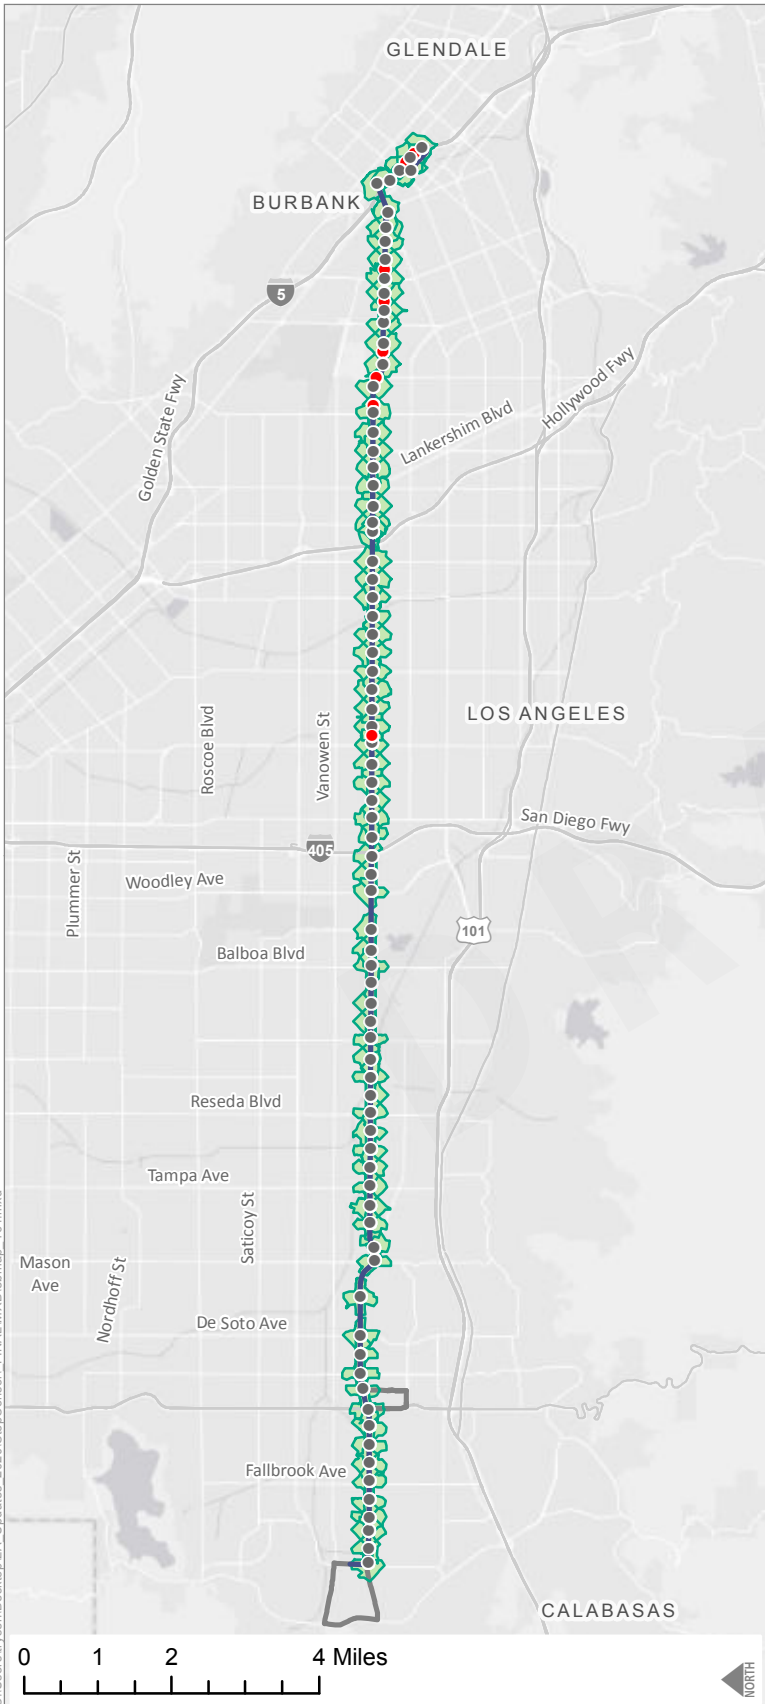 GLENDALE
BURBANK
5
Golden State Fwy
Hollywood Fwy
Lankershim Blvd
LOS ANGELES
Roscoe Blvd
Vanowen St
San Diego Fwy
405
Plummer St
Woodley Ave
101
Balboa Blvd
Reseda Blvd
Tampa Ave
Saticoy St
Mason
Ave
Nordhoff St
De Soto Ave
Fallbrook Ave
CALABASAS
0 1 2 4 Miles
NORTH